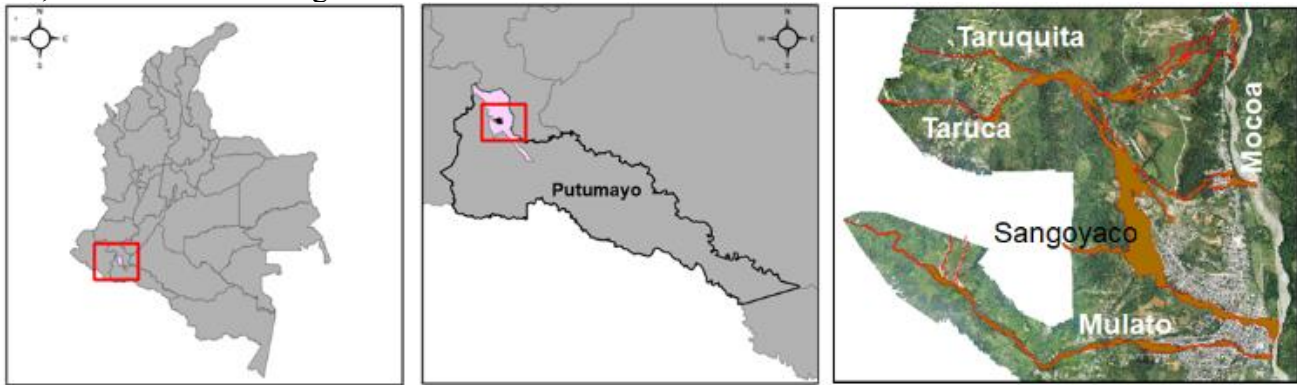 N
W E
S
N
W E
S
Putumayo
Taruquita
Taruca
Mocoa
Sangoyaco
Mulato